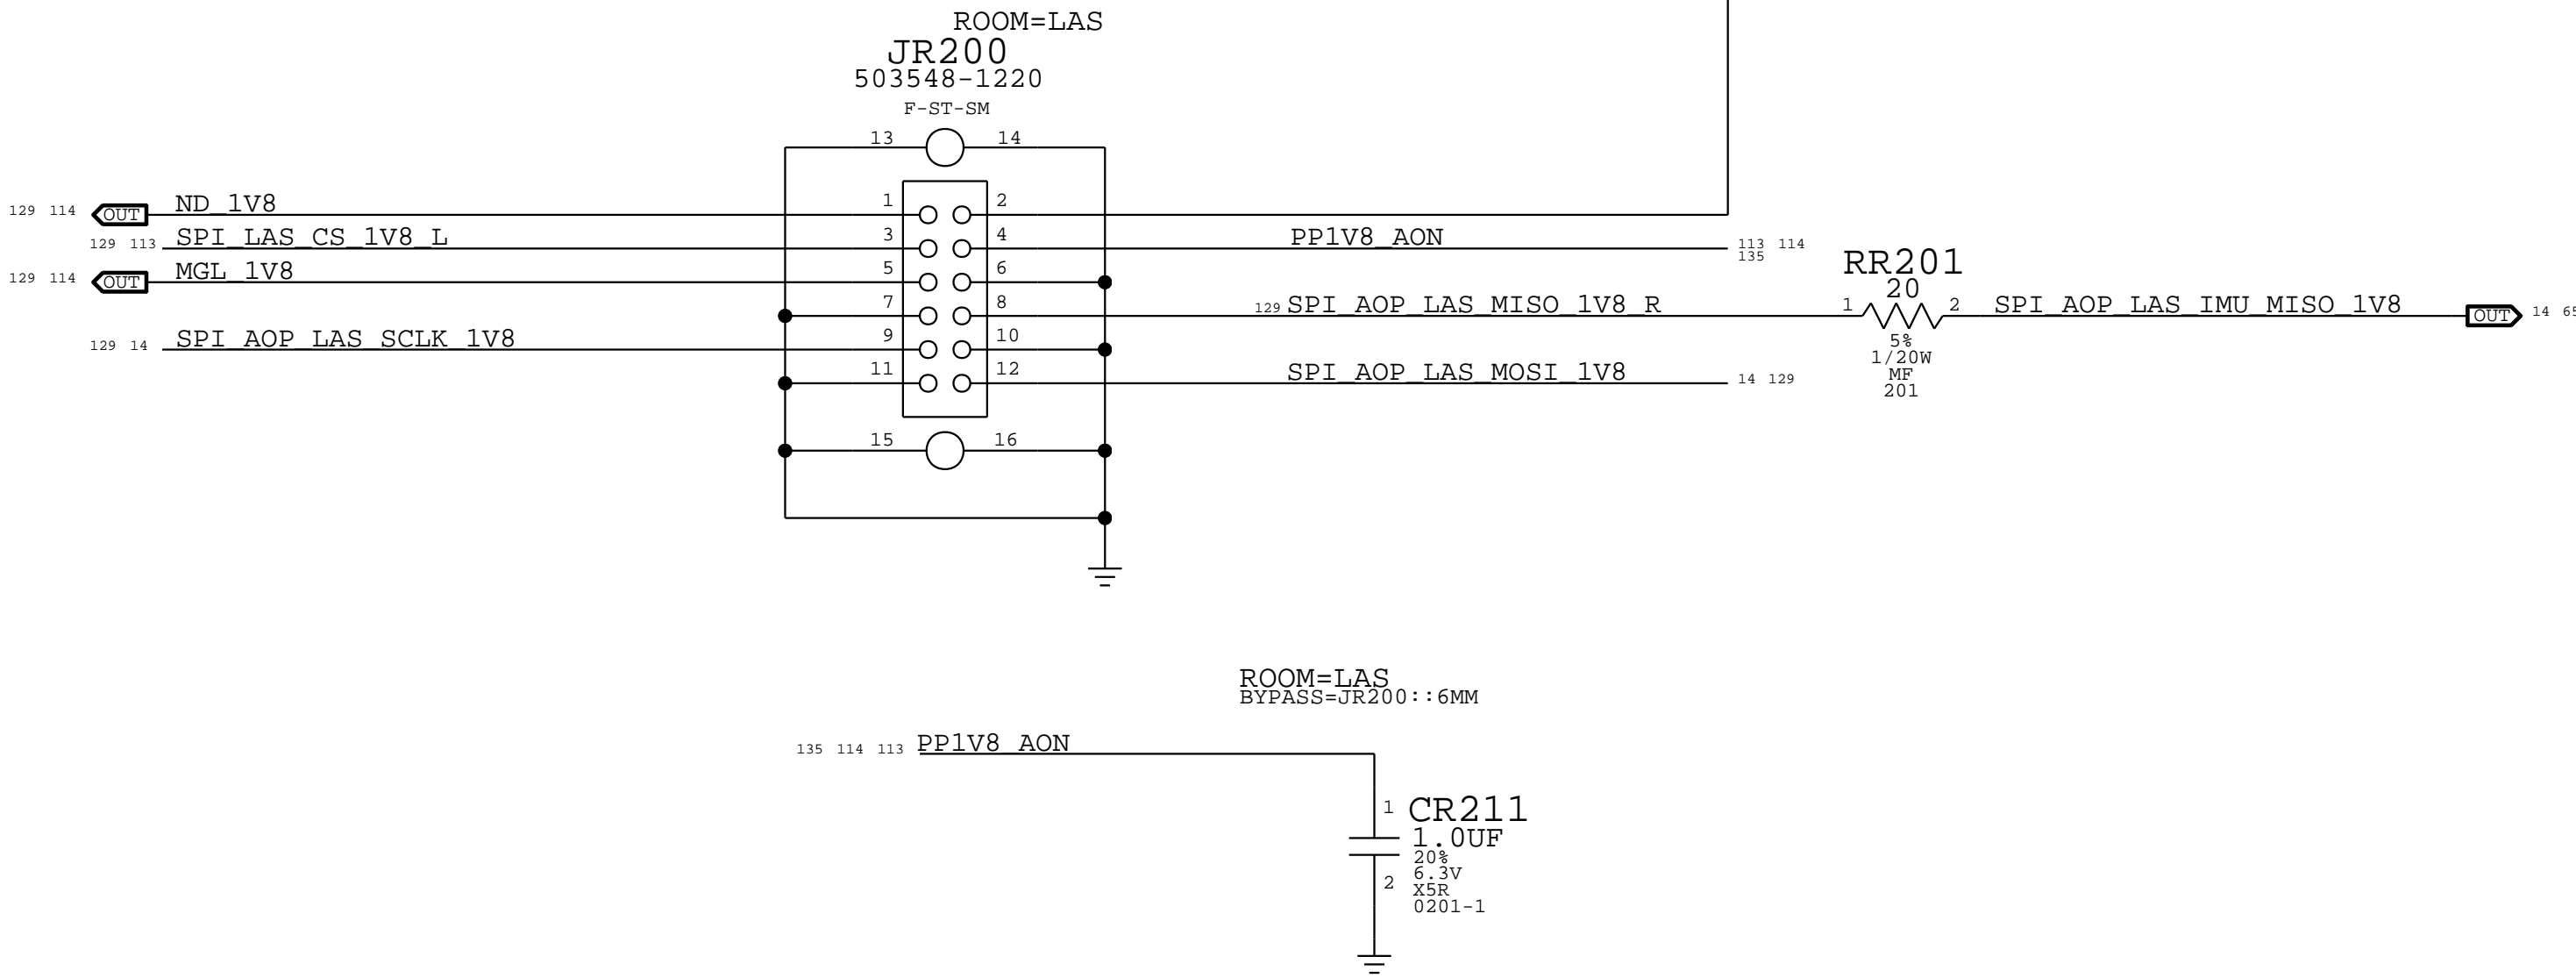 ROOM=LAS
JR200
503548-1220
F-ST-SM
13 14
129 114 OUT ND_1V8 1 2
129 113 SPI_LAS_CS_1V8_L 3 4 PP1V8_AON 113 114
135
129 114 OUT MGL_1V8 5 6
RR201
20
7 8 129 SPI_AOP_LAS_MISO_1V8_R 1 2 SPI_AOP_LAS_IMU_MISO_1V8 OUT 14 65
5%
1/20W
MF
201
129 14 SPI_AOP_LAS_SCLK_1V8 9 10
11 12 SPI_AOP_LAS_MOSI_1V8 14 129
15 16
ROOM=LAS
BYPASS=JR200::6MM
135 114 113 PP1V8_AON
1 CR211
1.0UF
20%
6.3V
2 X5R
0201-1